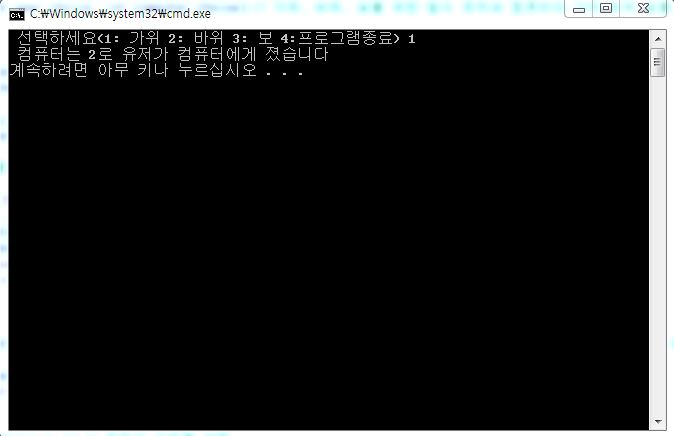 C:\Windows\system32\cmd.exe
선택하세요(1: 가위 2: 바위 3: 보 4:프로그램종료) 1
컴퓨터는 2로 유저가 컴퓨터에게 졌습니다
계속하려면 아무 키나 누르십시오 . . .